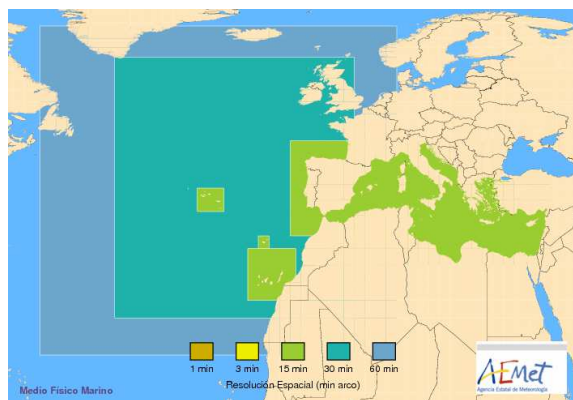 1 min 3 min 15 min 30 min 60 min
Resolución Espacial (min arco)
Medio Físico Marino
AEmet
Agencia Estatal de Meteorología